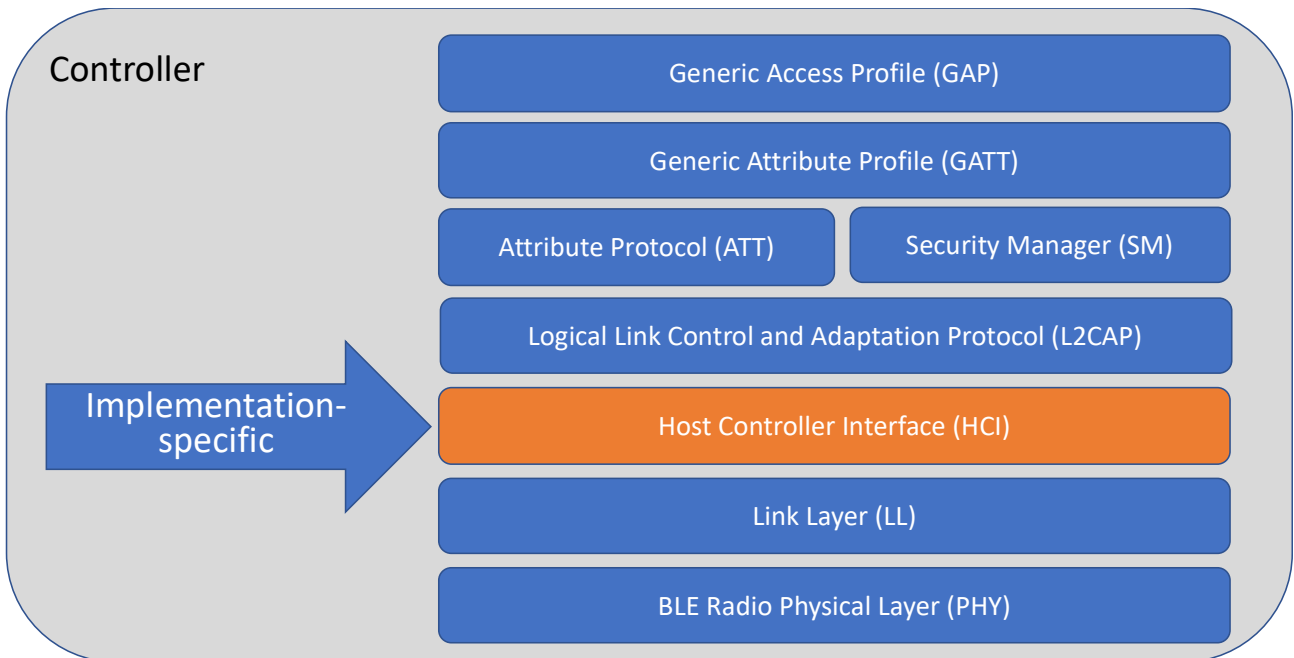 Controller
Generic Access Profile (GAP)
Generic Attribute Profile (GATT)
Attribute Protocol (ATT)
Security Manager (SM)
Logical Link Control and Adaptation Protocol (L2CAP)
Implementation-
specific
Host Controller Interface (HCI)
Link Layer (LL)
BLE Radio Physical Layer (PHY)